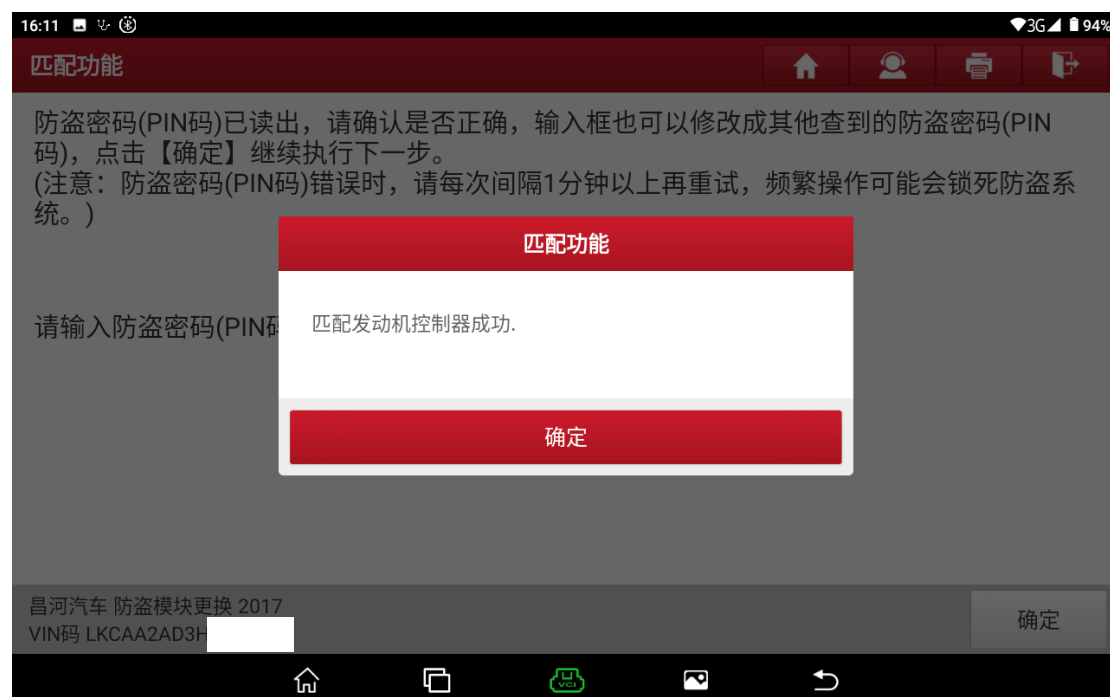 16:11
3G 94%
匹配功能
防盗密码(PIN码)已读出，请确认是否正确，输入框也可以修改成其他查到的防盗密码(PIN
码)，点击【确定】继续执行下一步。
(注意：防盗密码(PIN码)错误时，请每次间隔1分钟以上再重试，频繁操作可能会锁死防盗系
统。)
匹配功能
请输入防盗密码(PIN码
匹配发动机控制器成功.
确定
昌河汽车 防盗模块更换 2017
VIN码 LKCAA2AD3H
确定
VCI